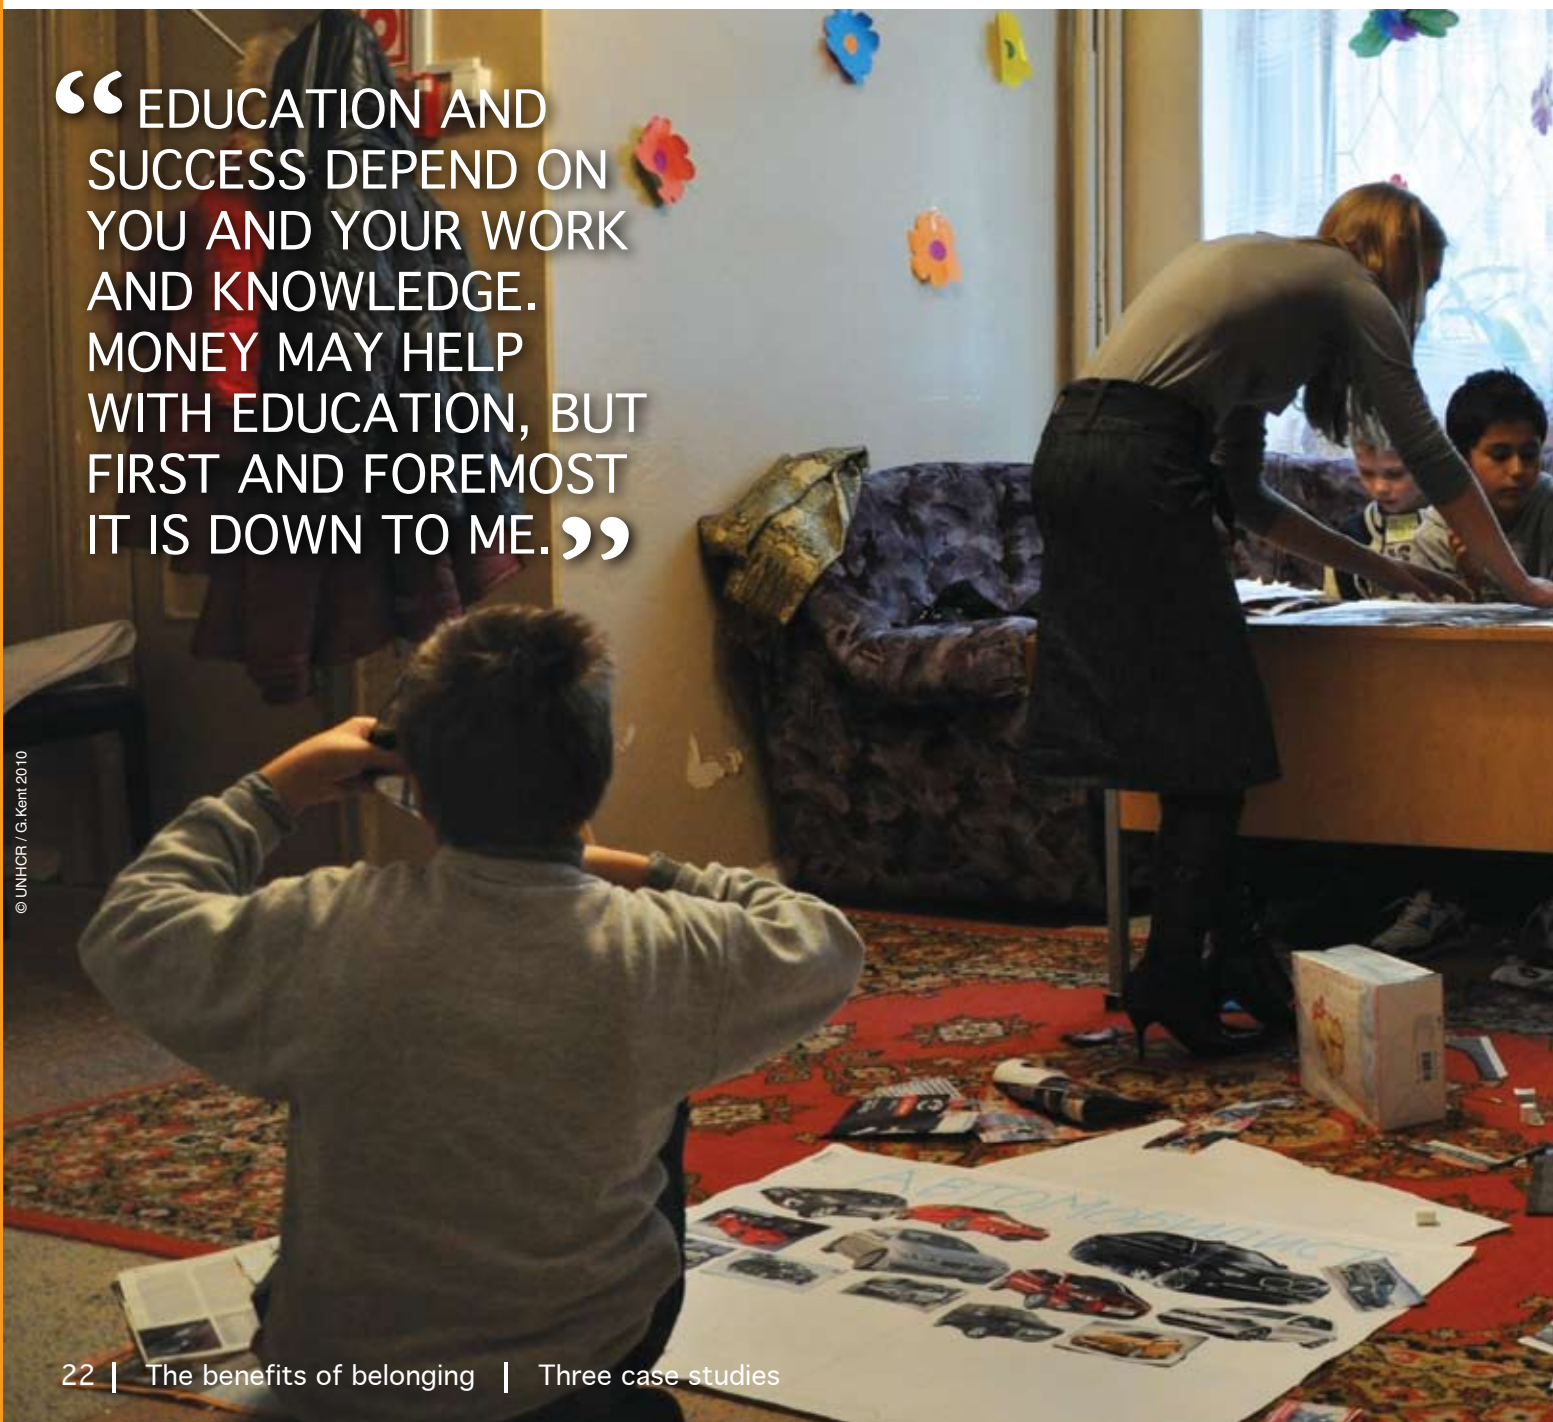 “ EDUCATION AND
SUCCESS DEPEND ON
YOU AND YOUR WORK
AND KNOWLEDGE.
MONEY MAY HELP
WITH EDUCATION, BUT
FIRST AND FOREMOST
IT IS DOWN TO ME.”
© UNHCR / G.Kent 2010
22 | The benefits of belonging | Three case studies